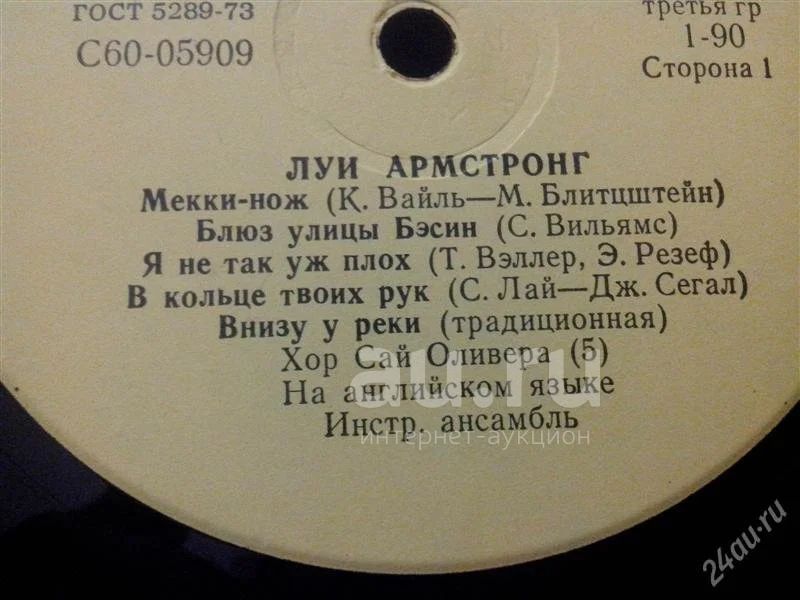 ГОСТ 5289-73
С60-05909
третья гр
1-90
Сторона 1
ЛУИ АРМСТРОНГ
Мекки-нож (К. Вайль—М. Блитцштейн)
Блюз улицы Бэсин (С. Вильямс)
Я не так уж плох (Т. Вэллер, Э. Резеф)
В кольце твоих рук (С. Лай—Дж. Сегал)
Внизу у реки (традиционная)
Хор Сай Оливера (5)
На английском языке
Инстр. ансамбль
au.ru
интернет-аукцион
24au.ru